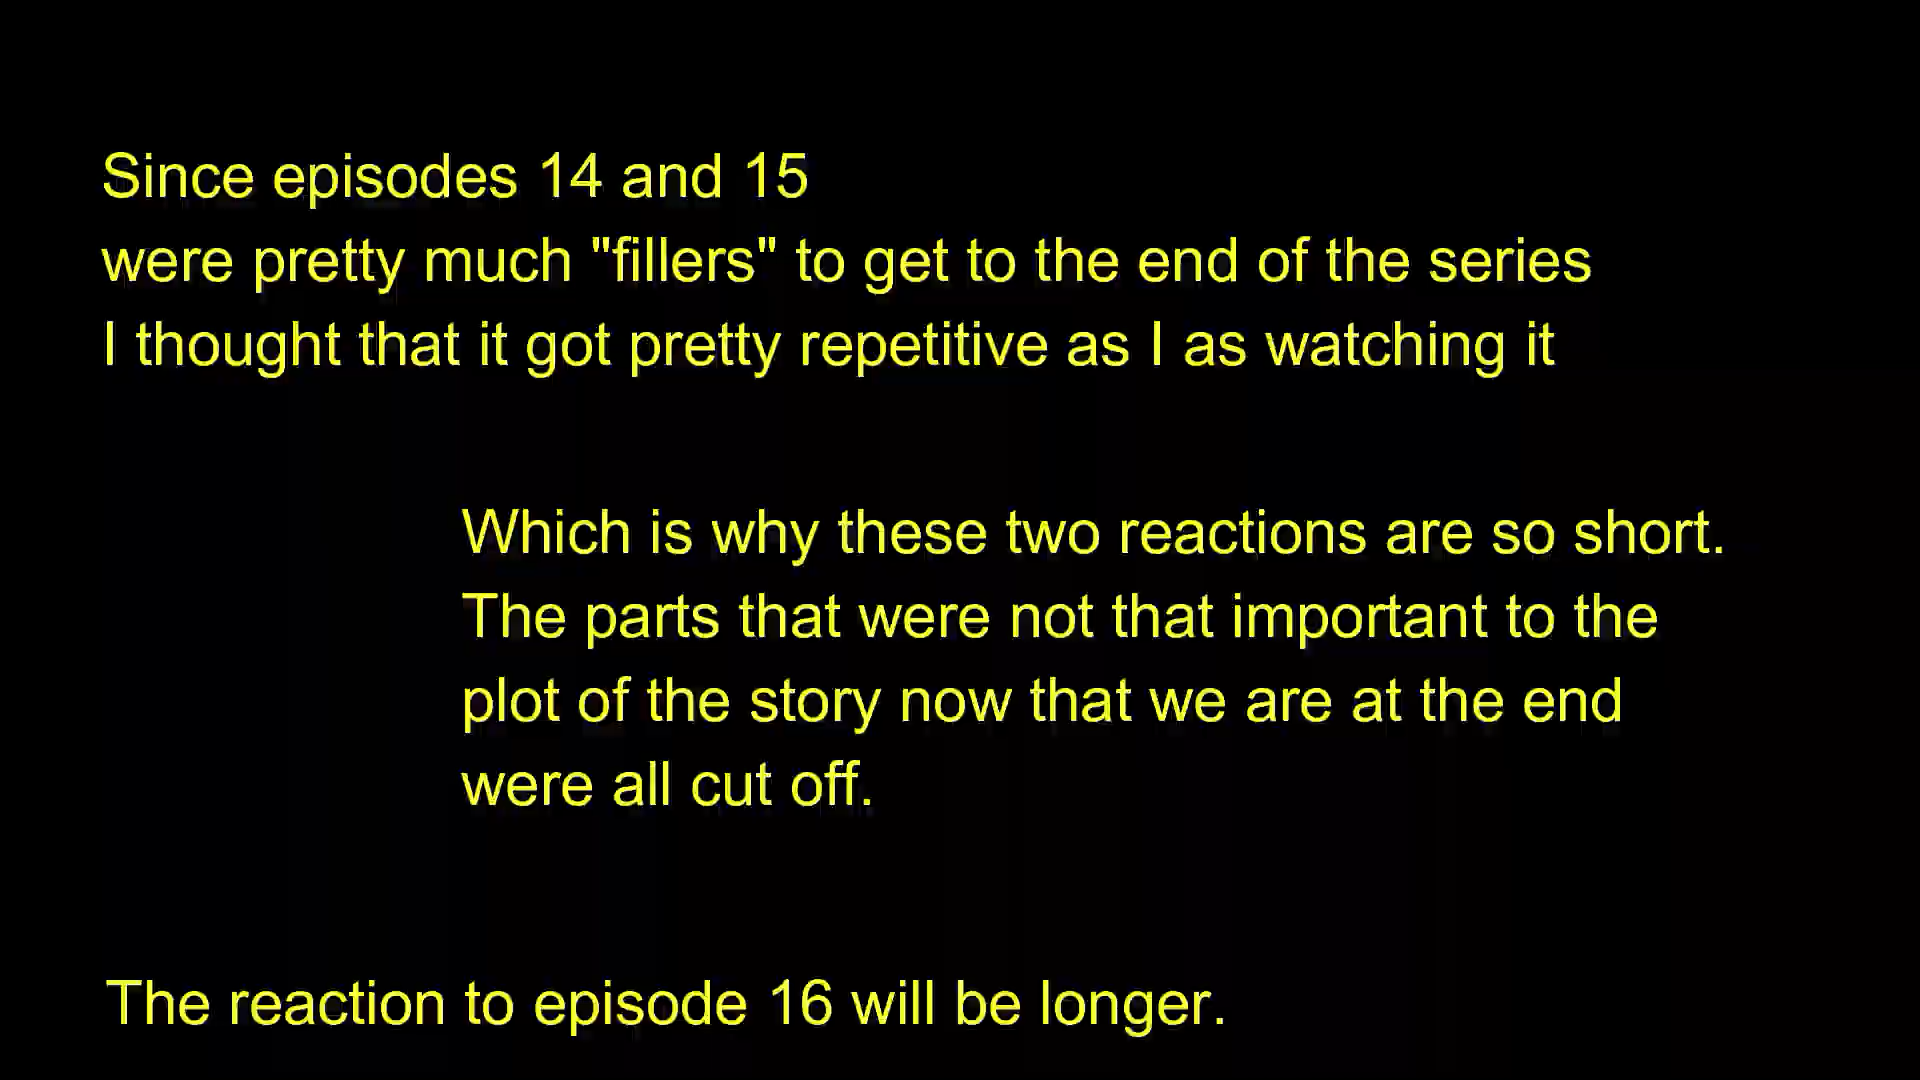 Since episodes 14 and 15
were pretty much "fillers" to get to the end of the series
I thought that it got pretty repetitive as I as watching it
Which is why these two reactions are so short.
The parts that were not that important to the
plot of the story now that we are at the end
were all cut off.
The reaction to episode 16 will be longer.